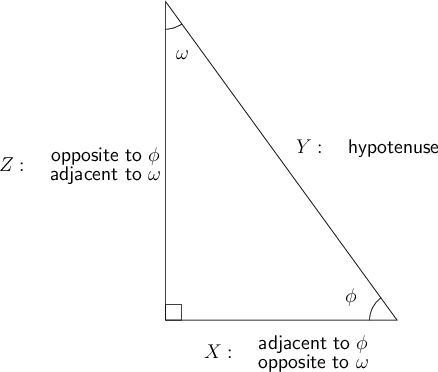 ω
Y : hypotenuse
Z : opposite to ϕ
adjacent to ω
ϕ
X : adjacent to ϕ
opposite to ω